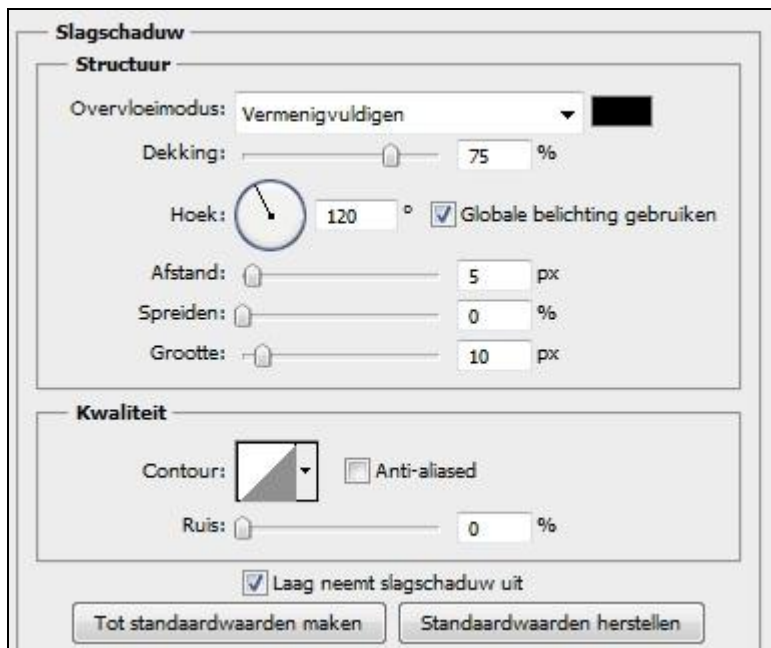 Slagschaduw
Structuur
Overvloeimodus: Vermenigvuldigen
Dekking: 75 %
Hoek: 120 ° Globale belichting gebruiken
Afstand: 5 px
Spreiden: 0 %
Grootte: 10 px
Kwaliteit
Contour: Anti-aliased
Ruis: 0 %
Laag neemt slagschaduw uit
Tot standaardwaarden maken Standaardwaarden herstellen